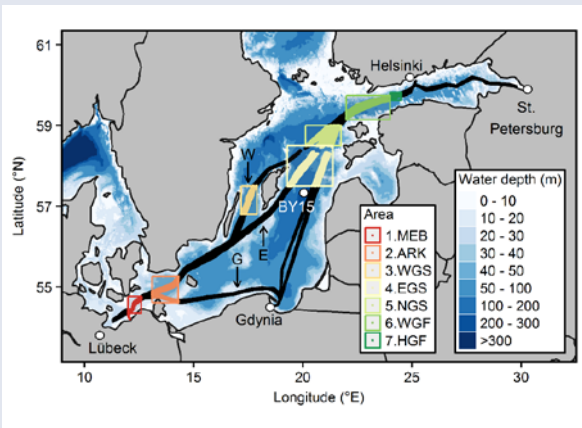 61
59
57
55
Latitude (°N)
10
15
20
25
30
Longitude (°E)
Helsinki
St.
Petersburg
W
BY15
E
G
Gdynia
Lübeck
Area
1.MEB
2.ARK
3.WGS
4.EGS
5.NGS
6.WGF
7.HGF
Water depth (m)
0 - 10
10 - 20
20 - 30
30 - 40
40 - 50
50 - 100
100 - 200
200 - 300
>300